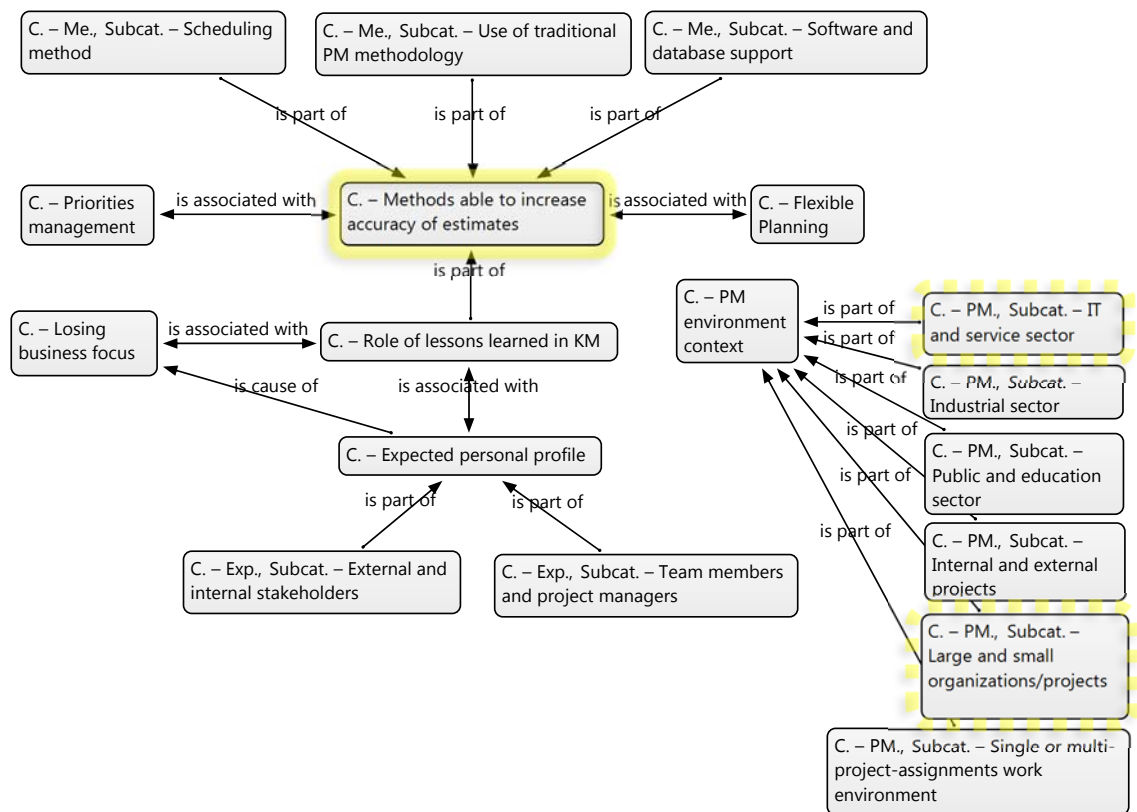 C. – Me., Subcat. – Scheduling
method
C. – Me., Subcat. – Use of traditional
PM methodology
C. – Me., Subcat. – Software and
database support
is part of
is part of
is part of
C. – Priorities
management
is associated with
C. – Methods able to increase
accuracy of estimates
is associated with
C. – Flexible
Planning
is part of
C. – Losing
business focus
is associated with
C. – Role of lessons learned in KM
is cause of
is associated with
C. – Expected personal profile
is part of
is part of
C. – Exp., Subcat. – External and
internal stakeholders
C. – Exp., Subcat. – Team members
and project managers
C. – PM
environment
context
is part of
is part of
is part of
is part of
is part of
is part of
C. – PM., Subcat. – IT
and service sector
C. – PM., Subcat. –
Industrial sector
C. – PM., Subcat. –
Public and education
sector
C. – PM., Subcat. –
Internal and external
projects
C. – PM., Subcat. –
Large and small
organizations/projects
C. – PM., Subcat. – Single or multi-
project-assignments work
environment